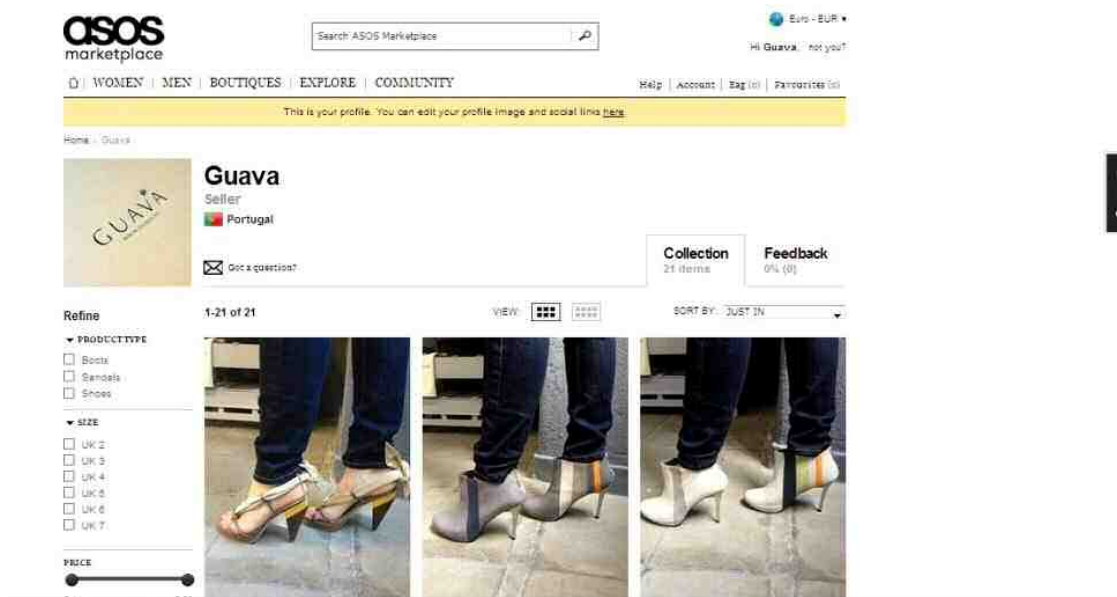 asos
marketplace
Search ASOS Marketplace
Euro - EUR
Hi Guava, not you?
WOMEN | MEN | BOUTIQUES | EXPLORE | COMMUNITY
Help | Account | Bag (0) | Favourites (0)
This is your profile. You can edit your profile image and social links here.
Home - Guava
GUAVA
Guava
Seller
Portugal
Got a question?
Collection
21 items
Feedback
0% (0)
Refine
1-21 of 21
VIEW:
SORT BY: JUST IN
PRODUCT TYPE
Boots
Sandals
Shoes
SIZE
UK 2
UK 3
UK 4
UK 5
UK 6
UK 7
PRICE